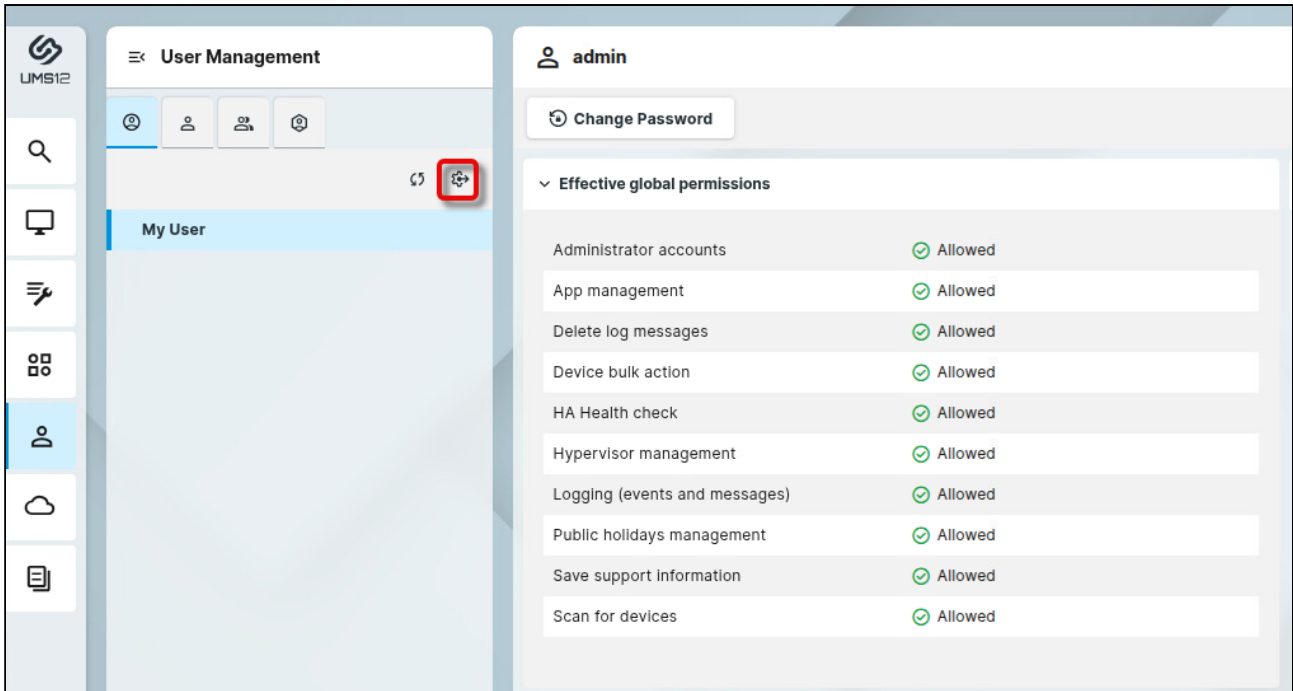 UMS12
User Management
My User
admin
Change Password
Effective global permissions
Administrator accounts Allowed
App management Allowed
Delete log messages Allowed
Device bulk action Allowed
HA Health check Allowed
Hypervisor management Allowed
Logging (events and messages) Allowed
Public holidays management Allowed
Save support information Allowed
Scan for devices Allowed